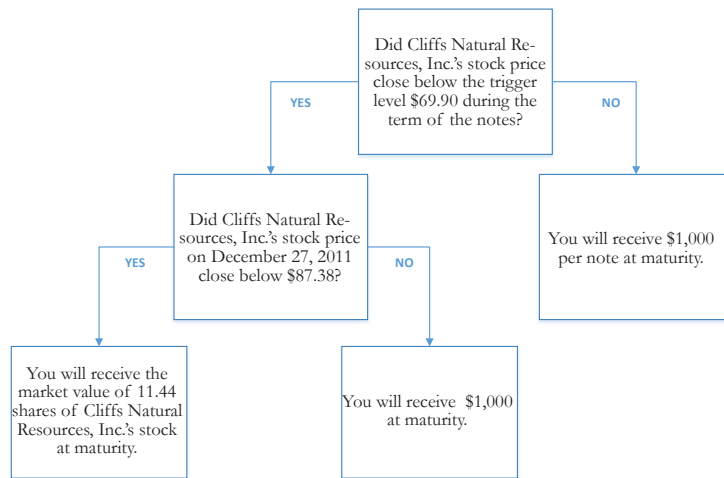 Did Cliffs Natural Re-
sources, Inc.'s stock price
close below the trigger
level $69.90 during the
term of the notes?
YES
NO
Did Cliffs Natural Re-
sources, Inc.'s stock price
on December 27, 2011
close below $87.38?
You will receive $1,000
per note at maturity.
YES
NO
You will receive the
market value of 11.44
shares of Cliffs Natural
Resources, Inc.'s stock
at maturity.
You will receive $1,000
at maturity.